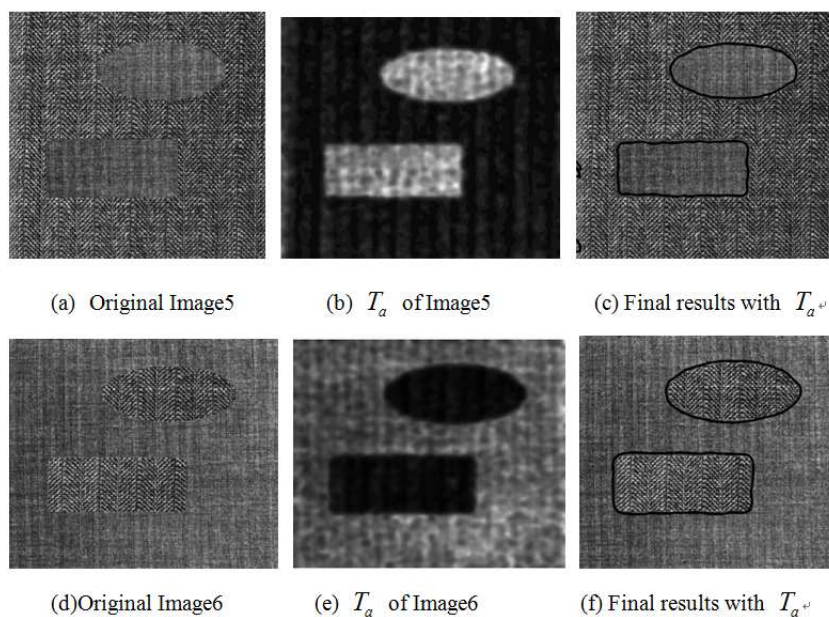 (a) Original Image5
(b) Tₐ of Image5
(c) Final results with Tₐ↵
(d)Original Image6
(e) Tₐ of Image6
(f) Final results with Tₐ↵